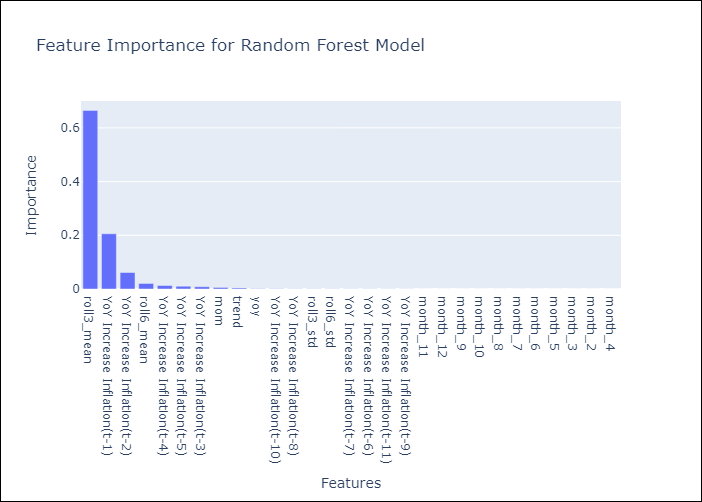 Feature Importance for Random Forest Model
Importance
0.6
0.4
0.2
0
roll3_mean
YoY Increase Inflation(t-1)
YoY Increase Inflation(t-2)
roll6_mean
YoY Increase Inflation(t-4)
YoY Increase Inflation(t-5)
YoY Increase Inflation(t-3)
mom
trend
yoy
YoY Increase Inflation(t-10)
YoY Increase Inflation(t-8)
roll3_std
roll6_std
YoY Increase Inflation(t-7)
YoY Increase Inflation(t-6)
YoY Increase Inflation(t-11)
YoY Increase Inflation(t-9)
month_11
month_12
month_9
month_10
month_8
month_7
month_6
month_5
month_3
month_2
month_4
Features